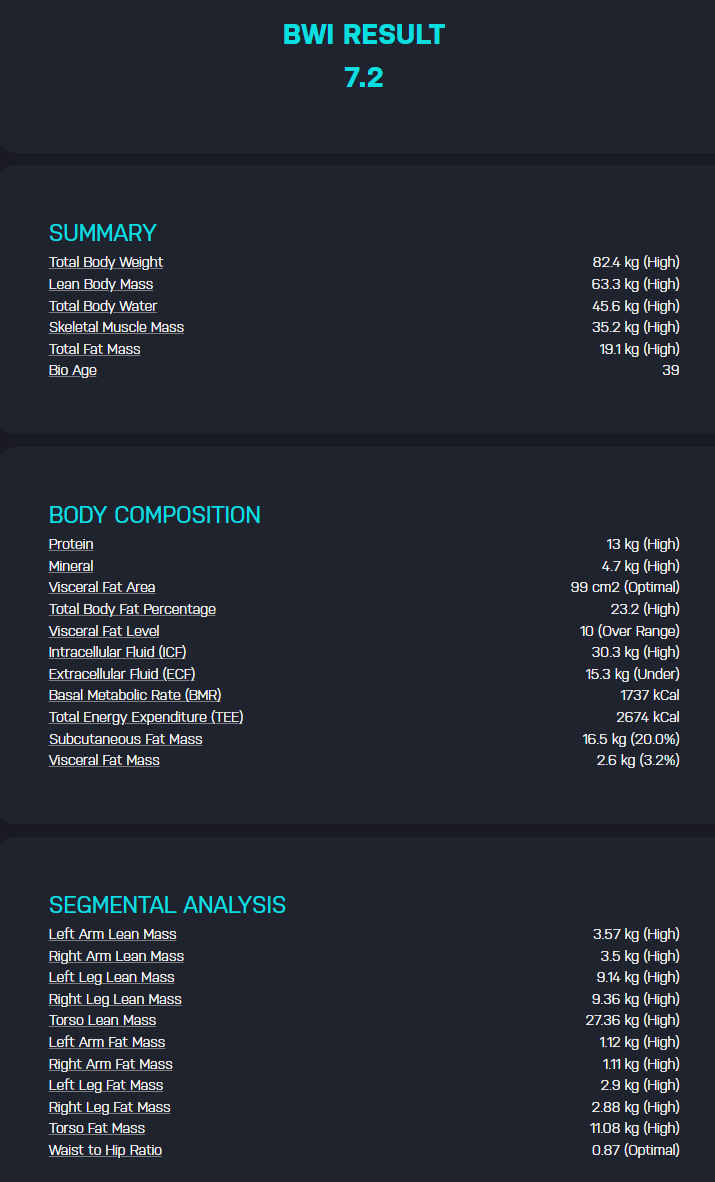 BWI RESULT
7.2
SUMMARY
Total Body Weight 82.4 kg (High)
Lean Body Mass 63.3 kg (High)
Total Body Water 45.6 kg (High)
Skeletal Muscle Mass 35.2 kg (High)
Total Fat Mass 19.1 kg (High)
Bio Age 39
BODY COMPOSITION
Protein 13 kg (High)
Mineral 4.7 kg (High)
Visceral Fat Area 99 cm2 (Optimal)
Total Body Fat Percentage 23.2 (High)
Visceral Fat Level 10 (Over Range)
Intracellular Fluid (ICF) 30.3 kg (High)
Extracellular Fluid (ECF) 15.3 kg (Under)
Basal Metabolic Rate (BMR) 1737 kCal
Total Energy Expenditure (TEE) 2674 kCal
Subcutaneous Fat Mass 16.5 kg (20.0%)
Visceral Fat Mass 2.6 kg (3.2%)
SEGMENTAL ANALYSIS
Left Arm Lean Mass 3.57 kg (High)
Right Arm Lean Mass 3.5 kg (High)
Left Leg Lean Mass 9.14 kg (High)
Right Leg Lean Mass 9.36 kg (High)
Torso Lean Mass 27.36 kg (High)
Left Arm Fat Mass 1.12 kg (High)
Right Arm Fat Mass 1.11 kg (High)
Left Leg Fat Mass 2.9 kg (High)
Right Leg Fat Mass 2.88 kg (High)
Torso Fat Mass 11.08 kg (High)
Waist to Hip Ratio 0.87 (Optimal)